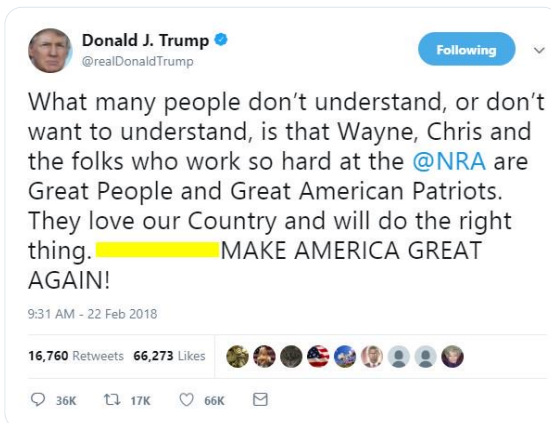 Donald J. Trump
@realDonaldTrump
Following
What many people don't understand, or don't
want to understand, is that Wayne, Chris and
the folks who work so hard at the @NRA are
Great People and Great American Patriots.
They love our Country and will do the right
thing. MAKE AMERICA GREAT
AGAIN!
9:31 AM - 22 Feb 2018
16,760 Retweets 66,273 Likes
36K 17K 66K